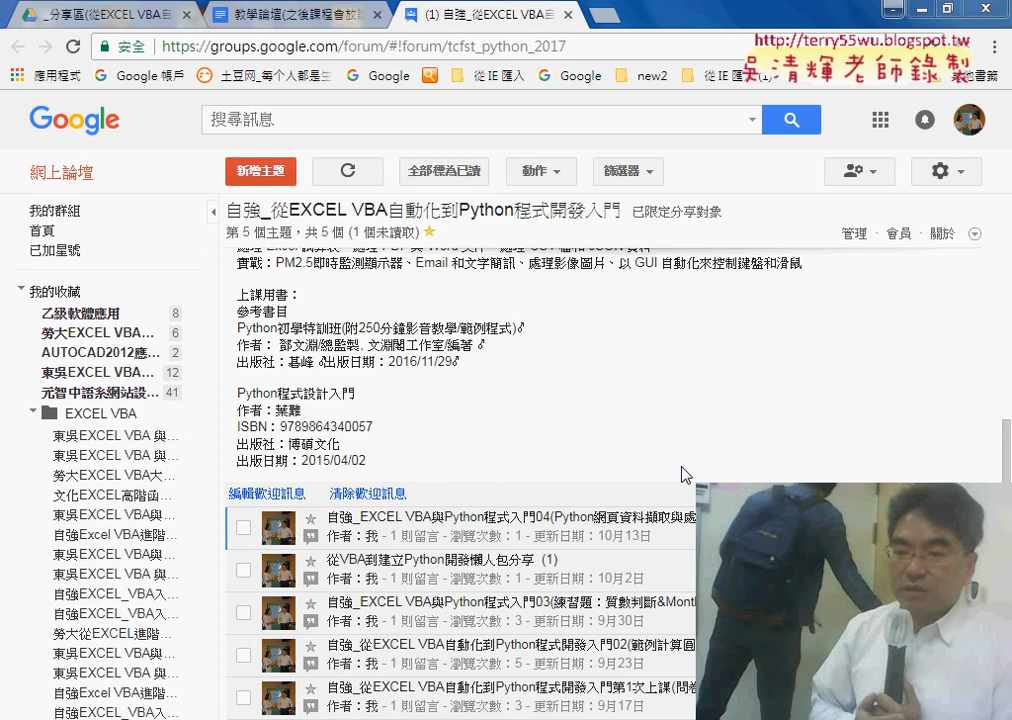 _分享區(從EXCEL VBA自
教學論壇(之後課程會放
(1) 自強_從EXCEL VBA自
安全
https://groups.google.com/forum/#!forum/tcfst_python_2017
http://terry55wu.blogspot.tw
吳清輝老師錄製
應用程式
Google 帳戶
土豆网_每个人都是生
Google
從 IE 匯入
Google
new2
從 IE 匯入(1)
其他書籤
Google
搜尋訊息
網上論壇
新增主題
全部標為已讀
動作
篩選器
我的群組
首頁
已加星號
我的收藏
乙級軟體應用 8
勞大EXCEL VBA... 6
AUTOCAD2012應... 2
東吳EXCEL VBA... 12
元智中語系網站設... 41
EXCEL VBA
東吳EXCEL VBA 與...
東吳EXCEL VBA 與...
勞大EXCEL VBA大...
文化EXCEL高階函...
東吳EXCEL VBA與...
自強Excel VBA進階...
東吳EXCEL VBA與...
東吳EXCEL VBA 與...
自強EXCEL_VBA入...
自強EXCEL_VBA入...
勞大從EXCEL進階...
東吳EXCEL VBA與...
東吳EXCEL VBA 與...
自強Excel VBA進階...
自強EXCEL_VBA入...
自強_從EXCEL VBA自動化到Python程式開發入門 已限定分享對象
第 5 個主題，共 5 個 (1 個未讀取)
管理 · 會員 · 關於
處理 Excel 試算表、處理 PDF 與 Word 文件、處理 CSV 檔和 JSON 資料
實戰：PM2.5即時監測顯示器、Email 和文字簡訊、處理影像圖片、以 GUI 自動化來控制鍵盤和滑鼠
上課用書：
參考書目
Python初學特訓班(附250分鐘影音教學/範例程式)
作者： 鄧文淵/總監製, 文淵閣工作室/編著
出版社：碁峰 出版日期：2016/11/29
Python程式設計入門
作者：葉難
ISBN：9789864340057
出版社：博碩文化
出版日期：2015/04/02
編輯歡迎訊息 清除歡迎訊息
自強_EXCEL VBA與Python程式入門04(Python網頁資料擷取與處
作者：我 - 1 則留言 - 瀏覽次數：1 - 更新日期：10月13日
從VBA到建立Python開發懶人包分享 (1)
作者：我 - 1 則留言 - 瀏覽次數：1 - 更新日期：10月2日
自強_EXCEL VBA與Python程式入門03(練習題：質數判斷&Mont
作者：我 - 1 則留言 - 瀏覽次數：3 - 更新日期：9月30日
自強_從EXCEL VBA自動化到Python程式開發入門02(範例計算圓
作者：我 - 1 則留言 - 瀏覽次數：5 - 更新日期：9月23日
自強_從EXCEL VBA自動化到Python程式開發入門第1次上課(問卷
作者：我 - 1 則留言 - 瀏覽次數：3 - 更新日期：9月17日